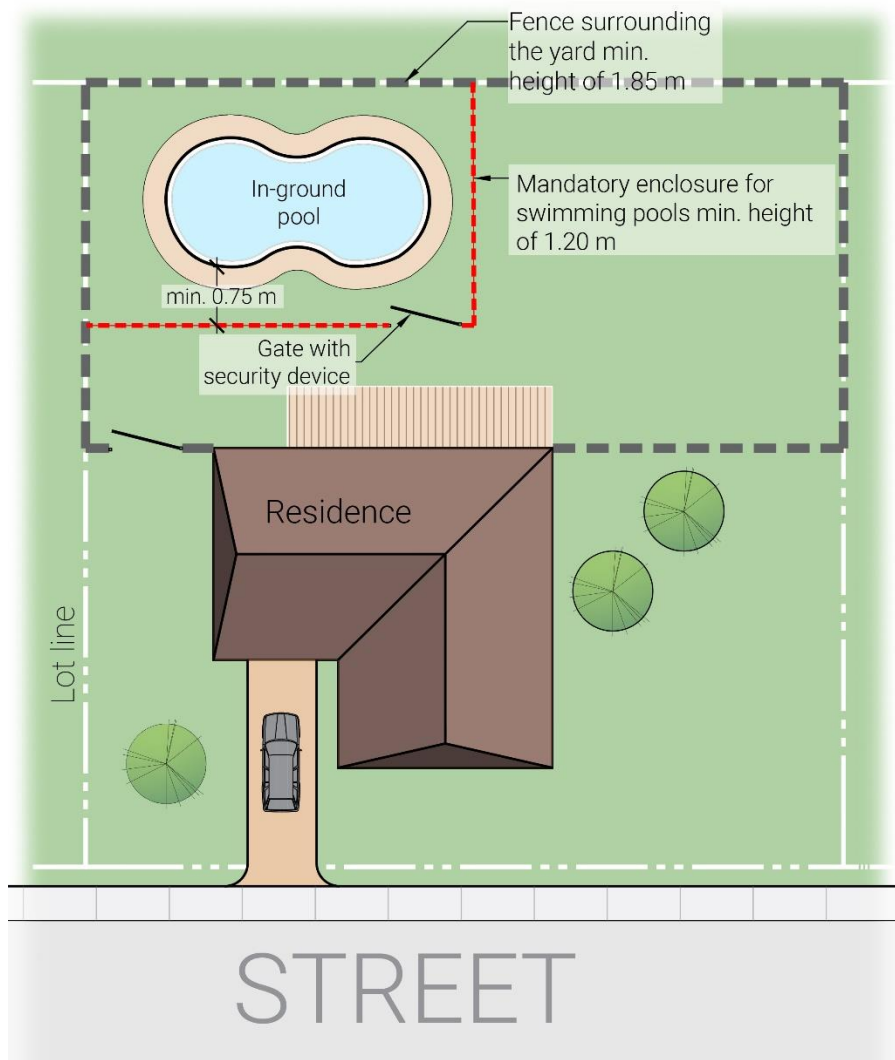 Fence surrounding
the yard min.
height of 1.85 m
In-ground
pool
Mandatory enclosure for
swimming pools min. height
of 1.20 m
min. 0.75 m
Gate with
security device
Residence
Lot line
STREET